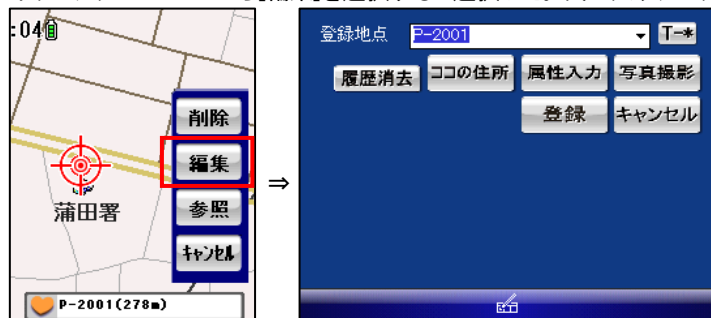 :04
削除
編集
参照
ｷｬﾝｾﾙ
蒲田署
P-2001(278m)
⇒
登録地点 P-2001 T-*
履歴消去 ココの住所 属性入力 写真撮影
登録 キャンセル